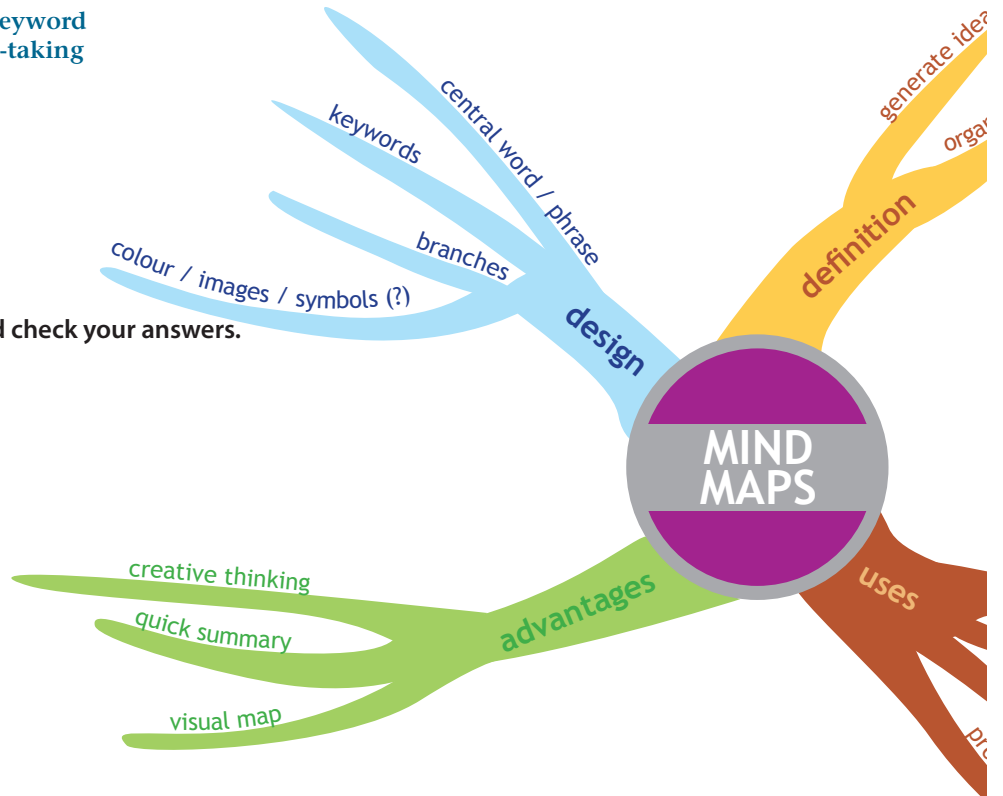 eyword
-taking
central word / phrase
keywords
branches
colour / images / symbols (?)
design
generate idea
orga
definition
d check your answers.
MIND
MAPS
creative thinking
quick summary
visual map
advantages
uses
pr